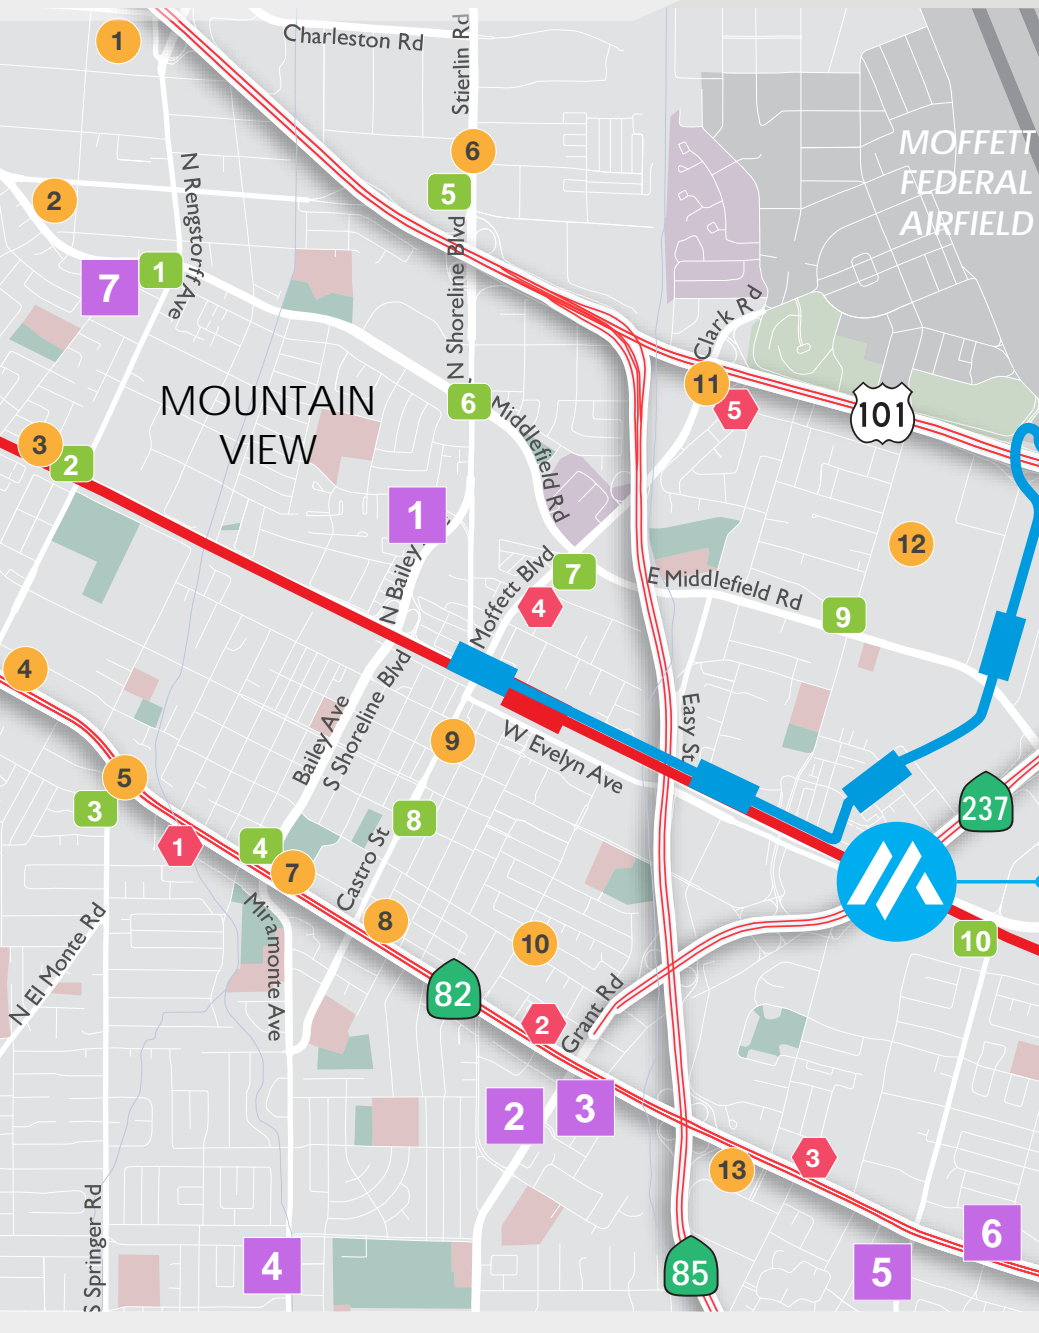 1
Charleston Rd
Stierlin Rd
MOFFETT
FEDERAL
AIRFIELD
6
5
2
N Rengstorff Ave
N Shoreline Blvd
1
7
Clark Rd
11
5
101
MOUNTAIN
VIEW
6
Middlefield Rd
3
2
1
12
N Bailey
Moffett Blvd
7
4
E Middlefield Rd
9
4
Bailey Ave
S Shoreline Blvd
9
W Evelyn Ave
Easy St
5
3
8
237
1
4
7
Castro St
8
Miramonte Ave
N El Monte Rd
10
10
82
2
Grant Rd
2
3
13
3
S Springer Rd
4
85
5
6